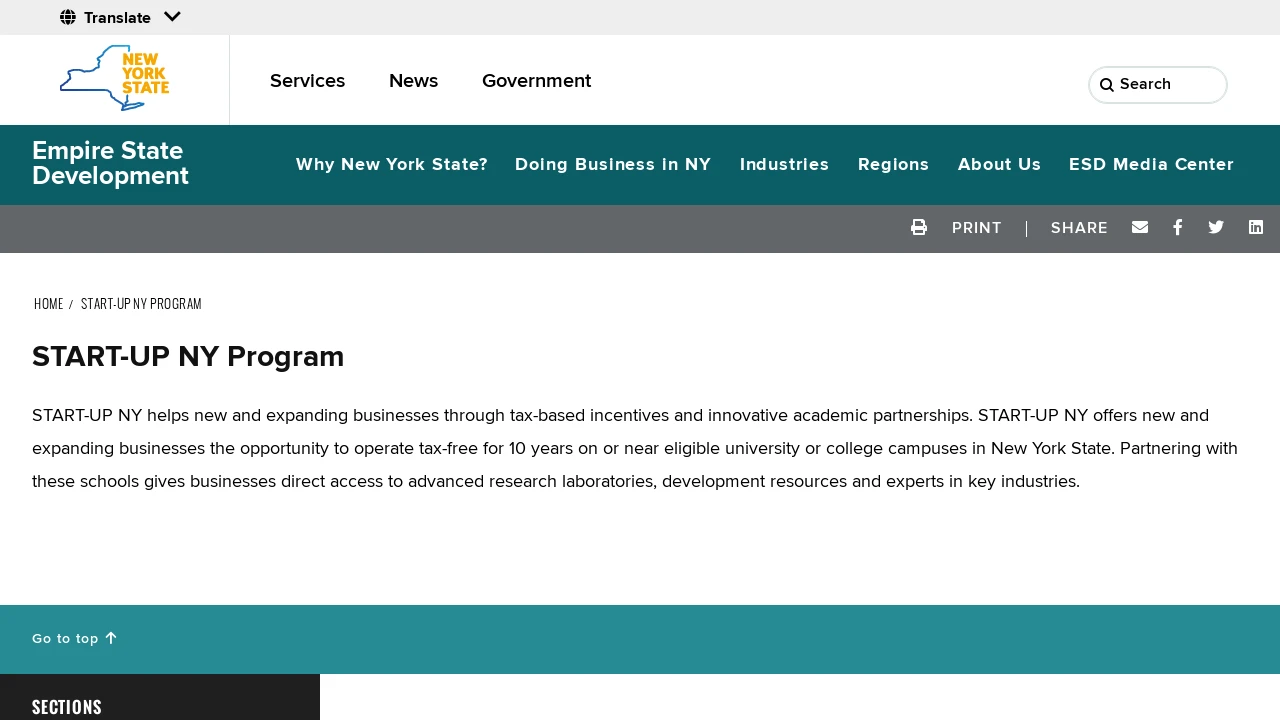 Translate
NEW
YORK
STATE
Services
News
Government
Search
Empire State
Development
Why New York State?
Doing Business in NY
Industries
Regions
About Us
ESD Media Center
PRINT
SHARE
HOME / START-UP NY PROGRAM
START-UP NY Program
START-UP NY helps new and expanding businesses through tax-based incentives and innovative academic partnerships. START-UP NY offers new and
expanding businesses the opportunity to operate tax-free for 10 years on or near eligible university or college campuses in New York State. Partnering with
these schools gives businesses direct access to advanced research laboratories, development resources and experts in key industries.
Go to top
SECTIONS